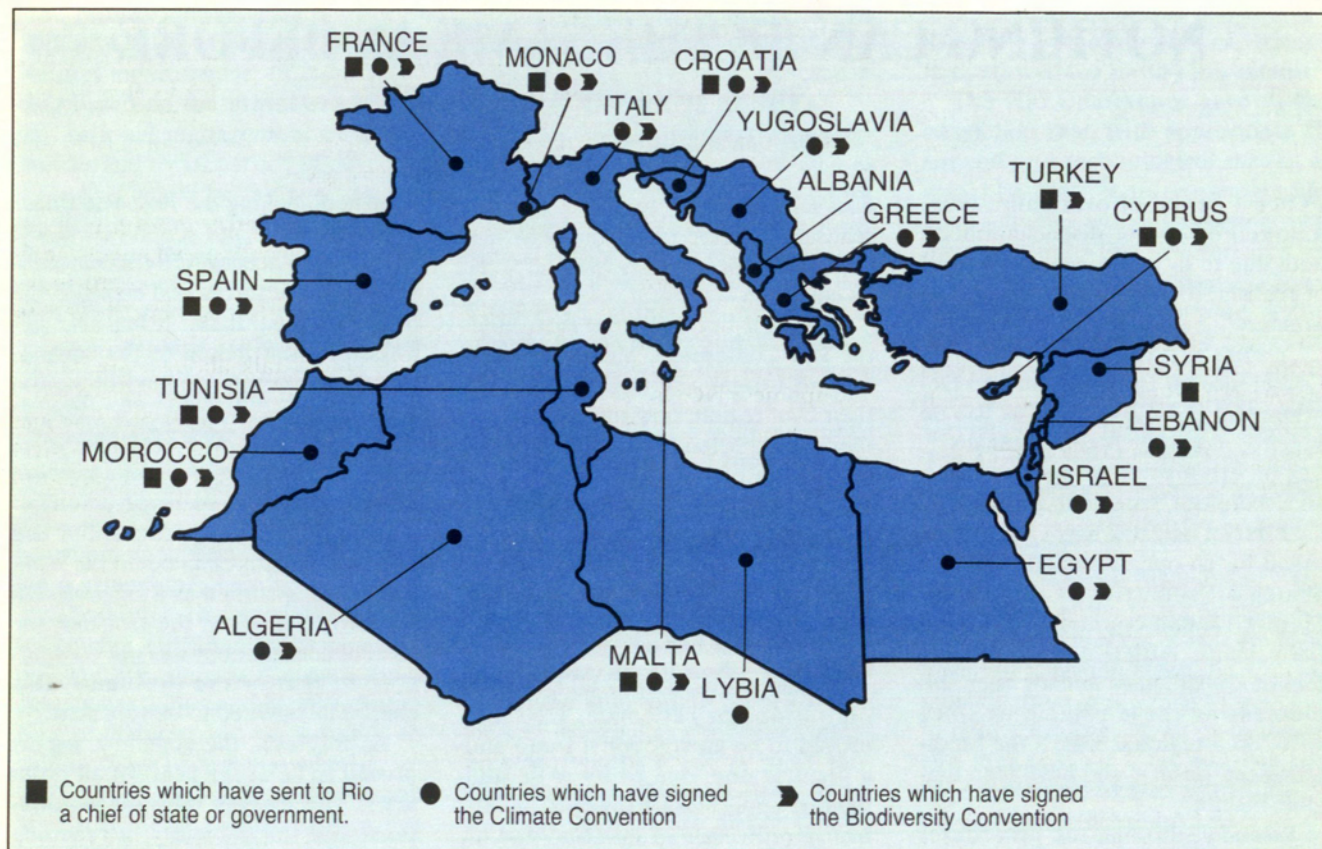 FRANCE
MONACO
CROATIA
ITALY
YUGOSLAVIA
ALBANIA
TURKEY
GREECE
CYPRUS
SPAIN
SYRIA
TUNISIA
LEBANON
MOROCCO
ISRAEL
EGYPT
ALGERIA
MALTA
LYBIA
Countries which have sent to Rio
a chief of state or government.
Countries which have signed
the Climate Convention
Countries which have signed
the Biodiversity Convention